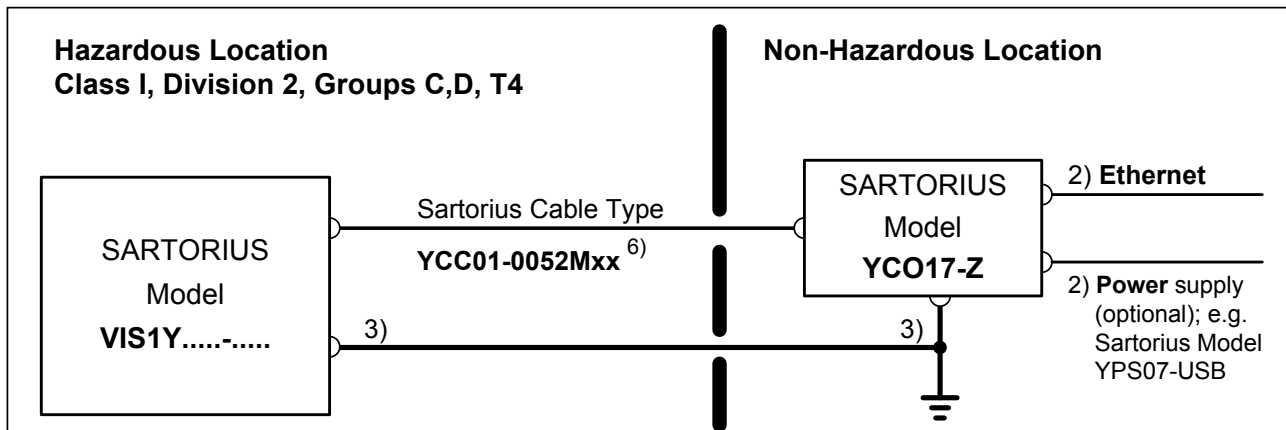 Hazardous Location
Class I, Division 2, Groups C,D, T4
Non-Hazardous Location
SARTORIUS
Model
VIS1Y.....-.....
Sartorius Cable Type
YCC01-0052Mxx 6)
3)
3)
SARTORIUS
Model
YCO17-Z
2) Ethernet
2) Power supply
(optional); e.g.
Sartorius Model
YPS07-USB